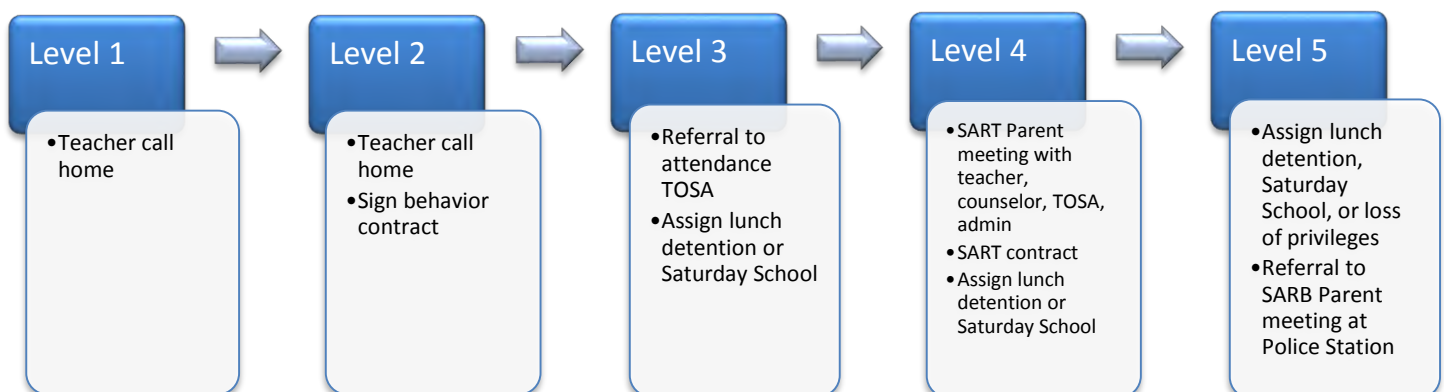 Level 1
•Teacher call
home
Level 2
•Teacher call
home
•Sign behavior
contract
Level 3
•Referral to
attendance
TOSA
•Assign lunch
detention or
Saturday School
Level 4
•SART Parent
meeting with
teacher,
counselor, TOSA,
admin
•SART contract
•Assign lunch
detention or
Saturday School
Level 5
•Assign lunch
detention,
Saturday
School, or loss
of privileges
•Referral to
SARB Parent
meeting at
Police Station